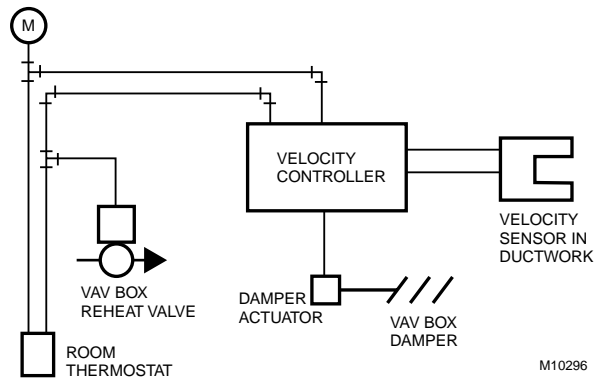 M
VELOCITY
CONTROLLER
VELOCITY
SENSOR IN
DUCTWORK
VAV BOX
REHEAT VALVE
DAMPER
ACTUATOR
VAV BOX
DAMPER
ROOM
THERMOSTAT
M10296